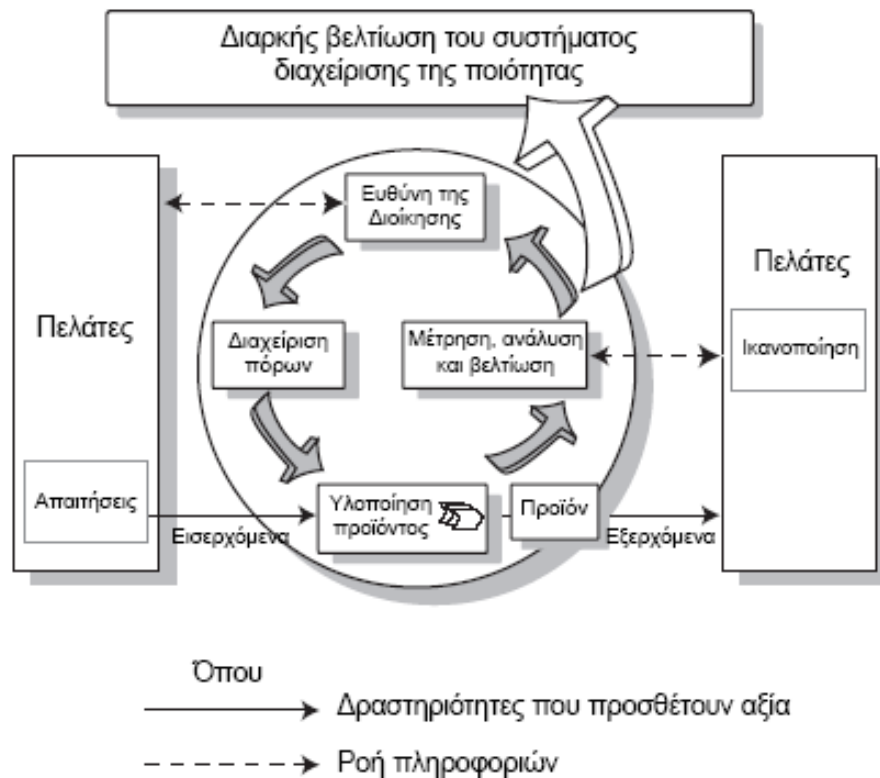 Διαρκής βελτίωση του συστήματος
διαχείρισης της ποιότητας
Ευθύνη της
Διοίκησης
Πελάτες
Πελάτες
Διαχείριση
πόρων
Μέτρηση, ανάλυση
και βελτίωση
Ικανοποίηση
Απαιτήσεις
Εισερχόμενα
Υλοποίηση
προϊόντος
Προϊόν
Εξερχόμενα
Όπου
Δραστηριότητες που προσθέτουν αξία
Ροή πληροφοριών